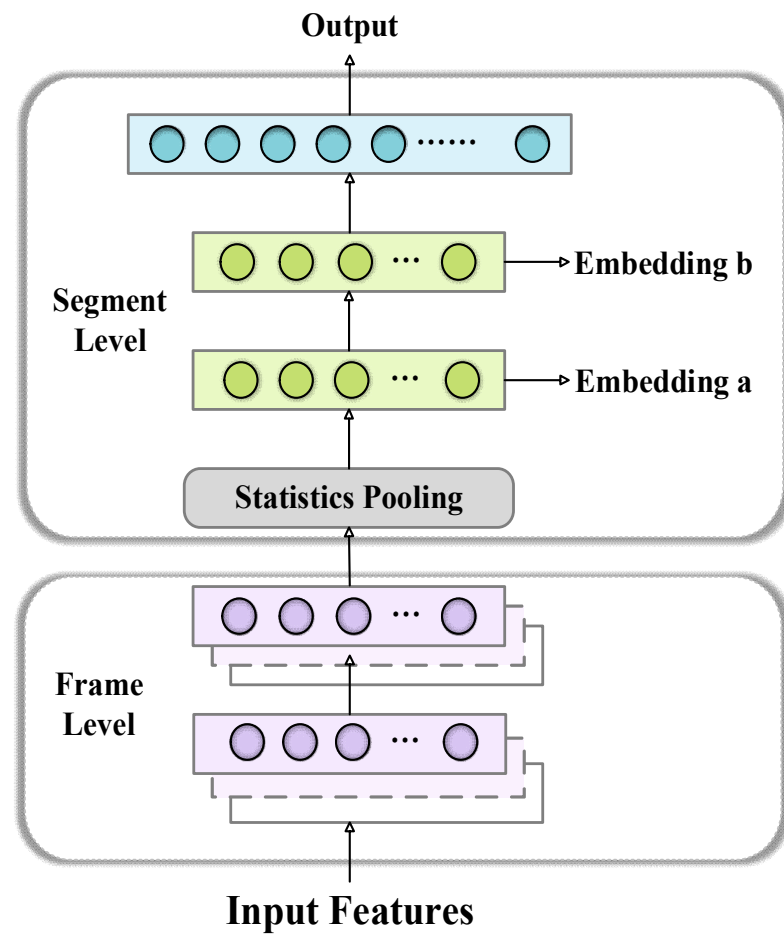 Output
Embedding b
Segment
Level
Embedding a
Statistics Pooling
Frame
Level
Input Features